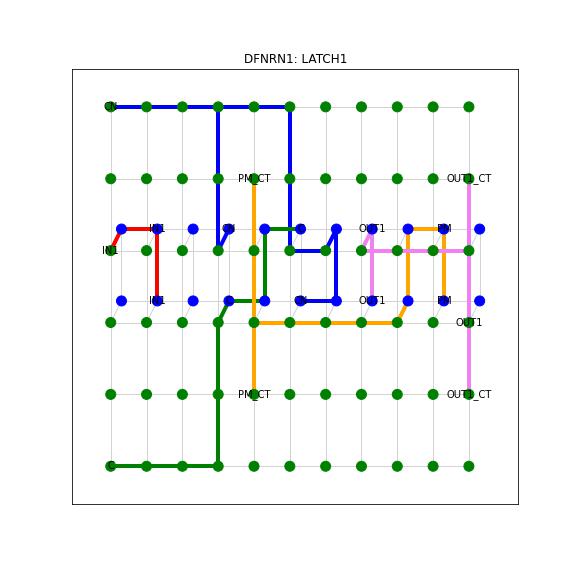 DFNRN1: LATCH1
CN
PM_CT OUT1_CT
IN1 CN C OUT1 PM
IN1
IN1 C CN OUT1 PM
OUT1
PM_CT OUT1_CT
C